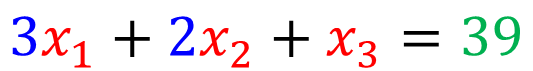 3x₁ + 2x₂ + x₃ = 39